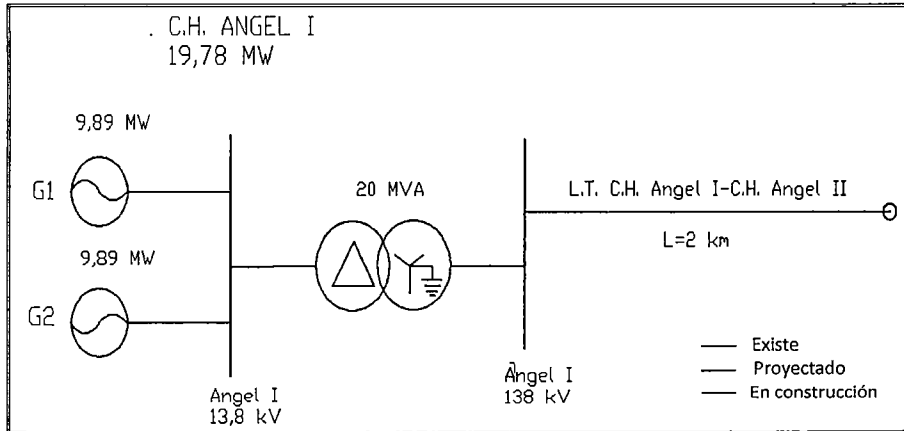 C.H. ANGEL I
19,78 MW
9,89 MW
G1
20 MVA
L.T. C.H. Angel I-C.H. Angel II
L=2 km
9,89 MW
G2
Angel I
13,8 kV
Angel I
138 kV
Existe
Proyectado
En construcción